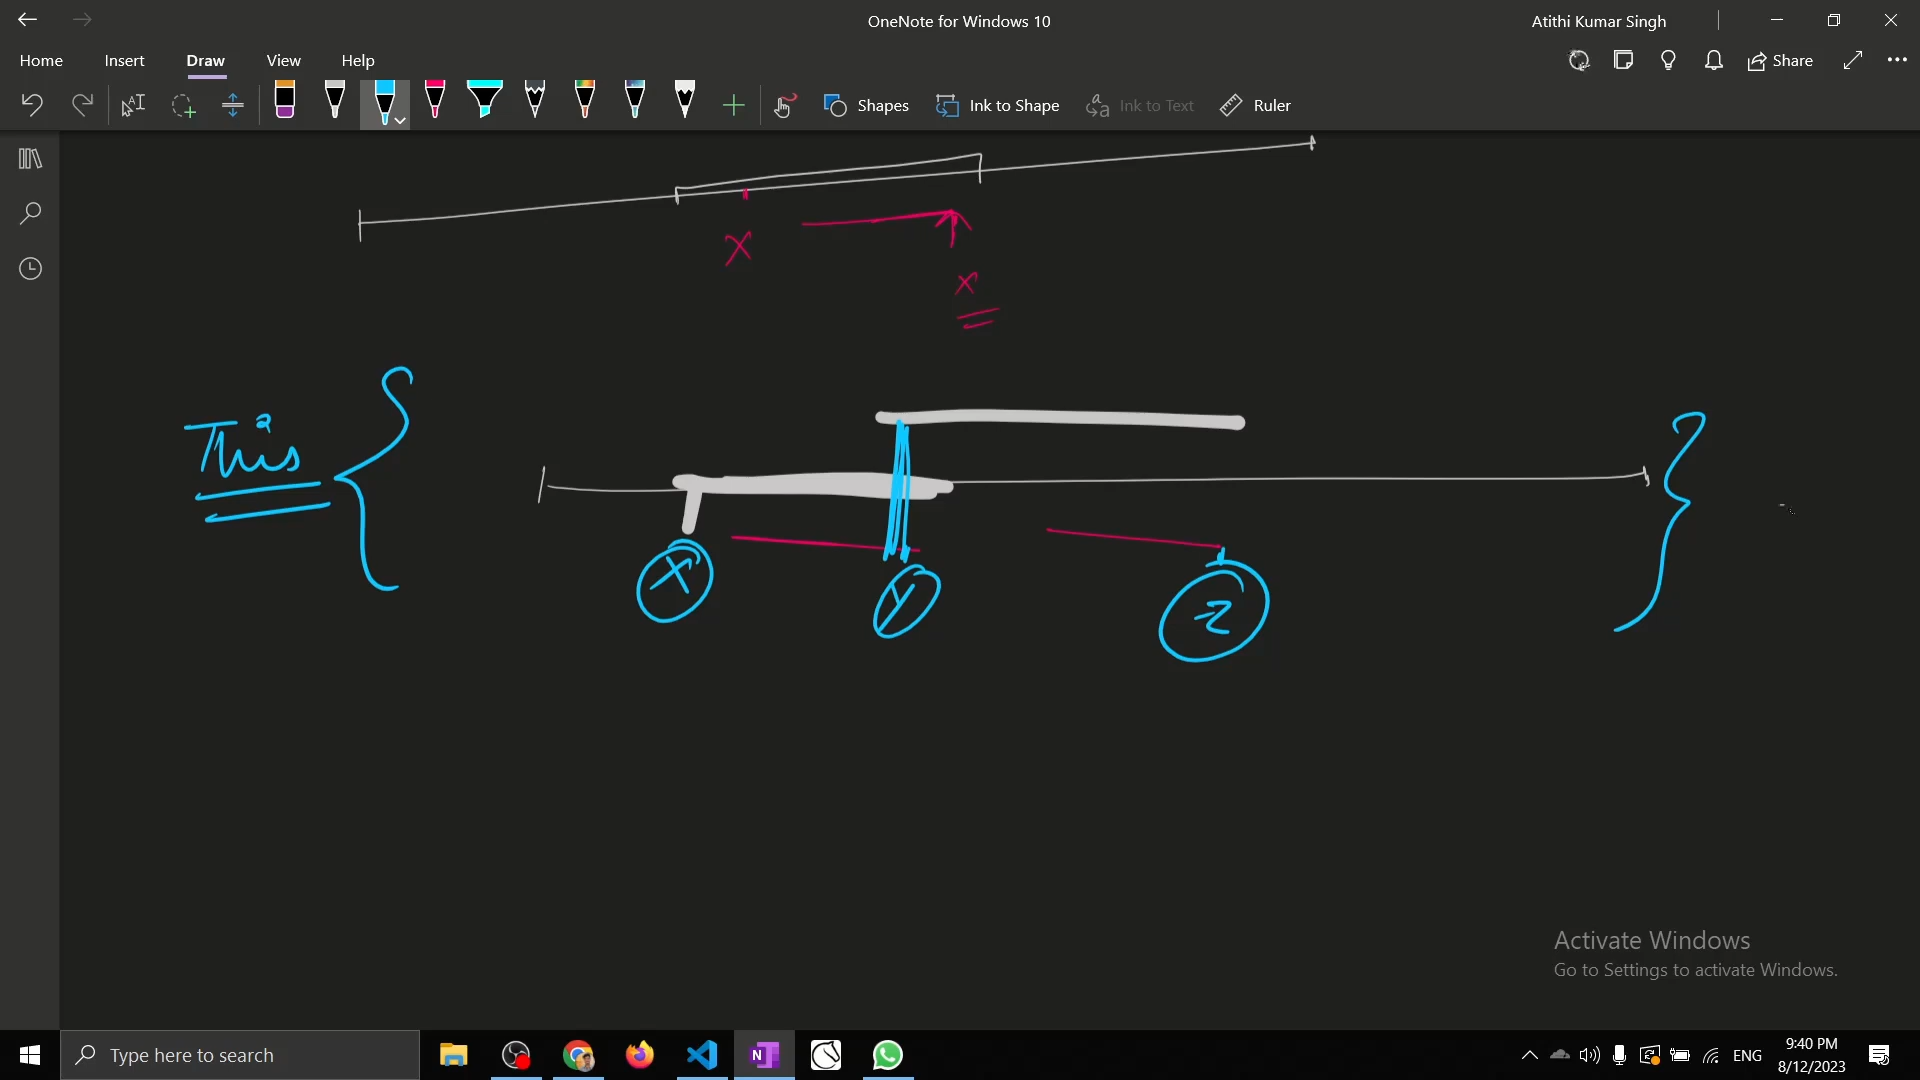 OneNote for Windows 10
Atithi Kumar Singh
Home Insert Draw View Help
Share
Shapes
Ink to Shape
Ink to Text
Ruler
X
x
This
X
Y
Z
Activate Windows
Go to Settings to activate Windows.
Type here to search
ENG
9:40 PM
8/12/2023